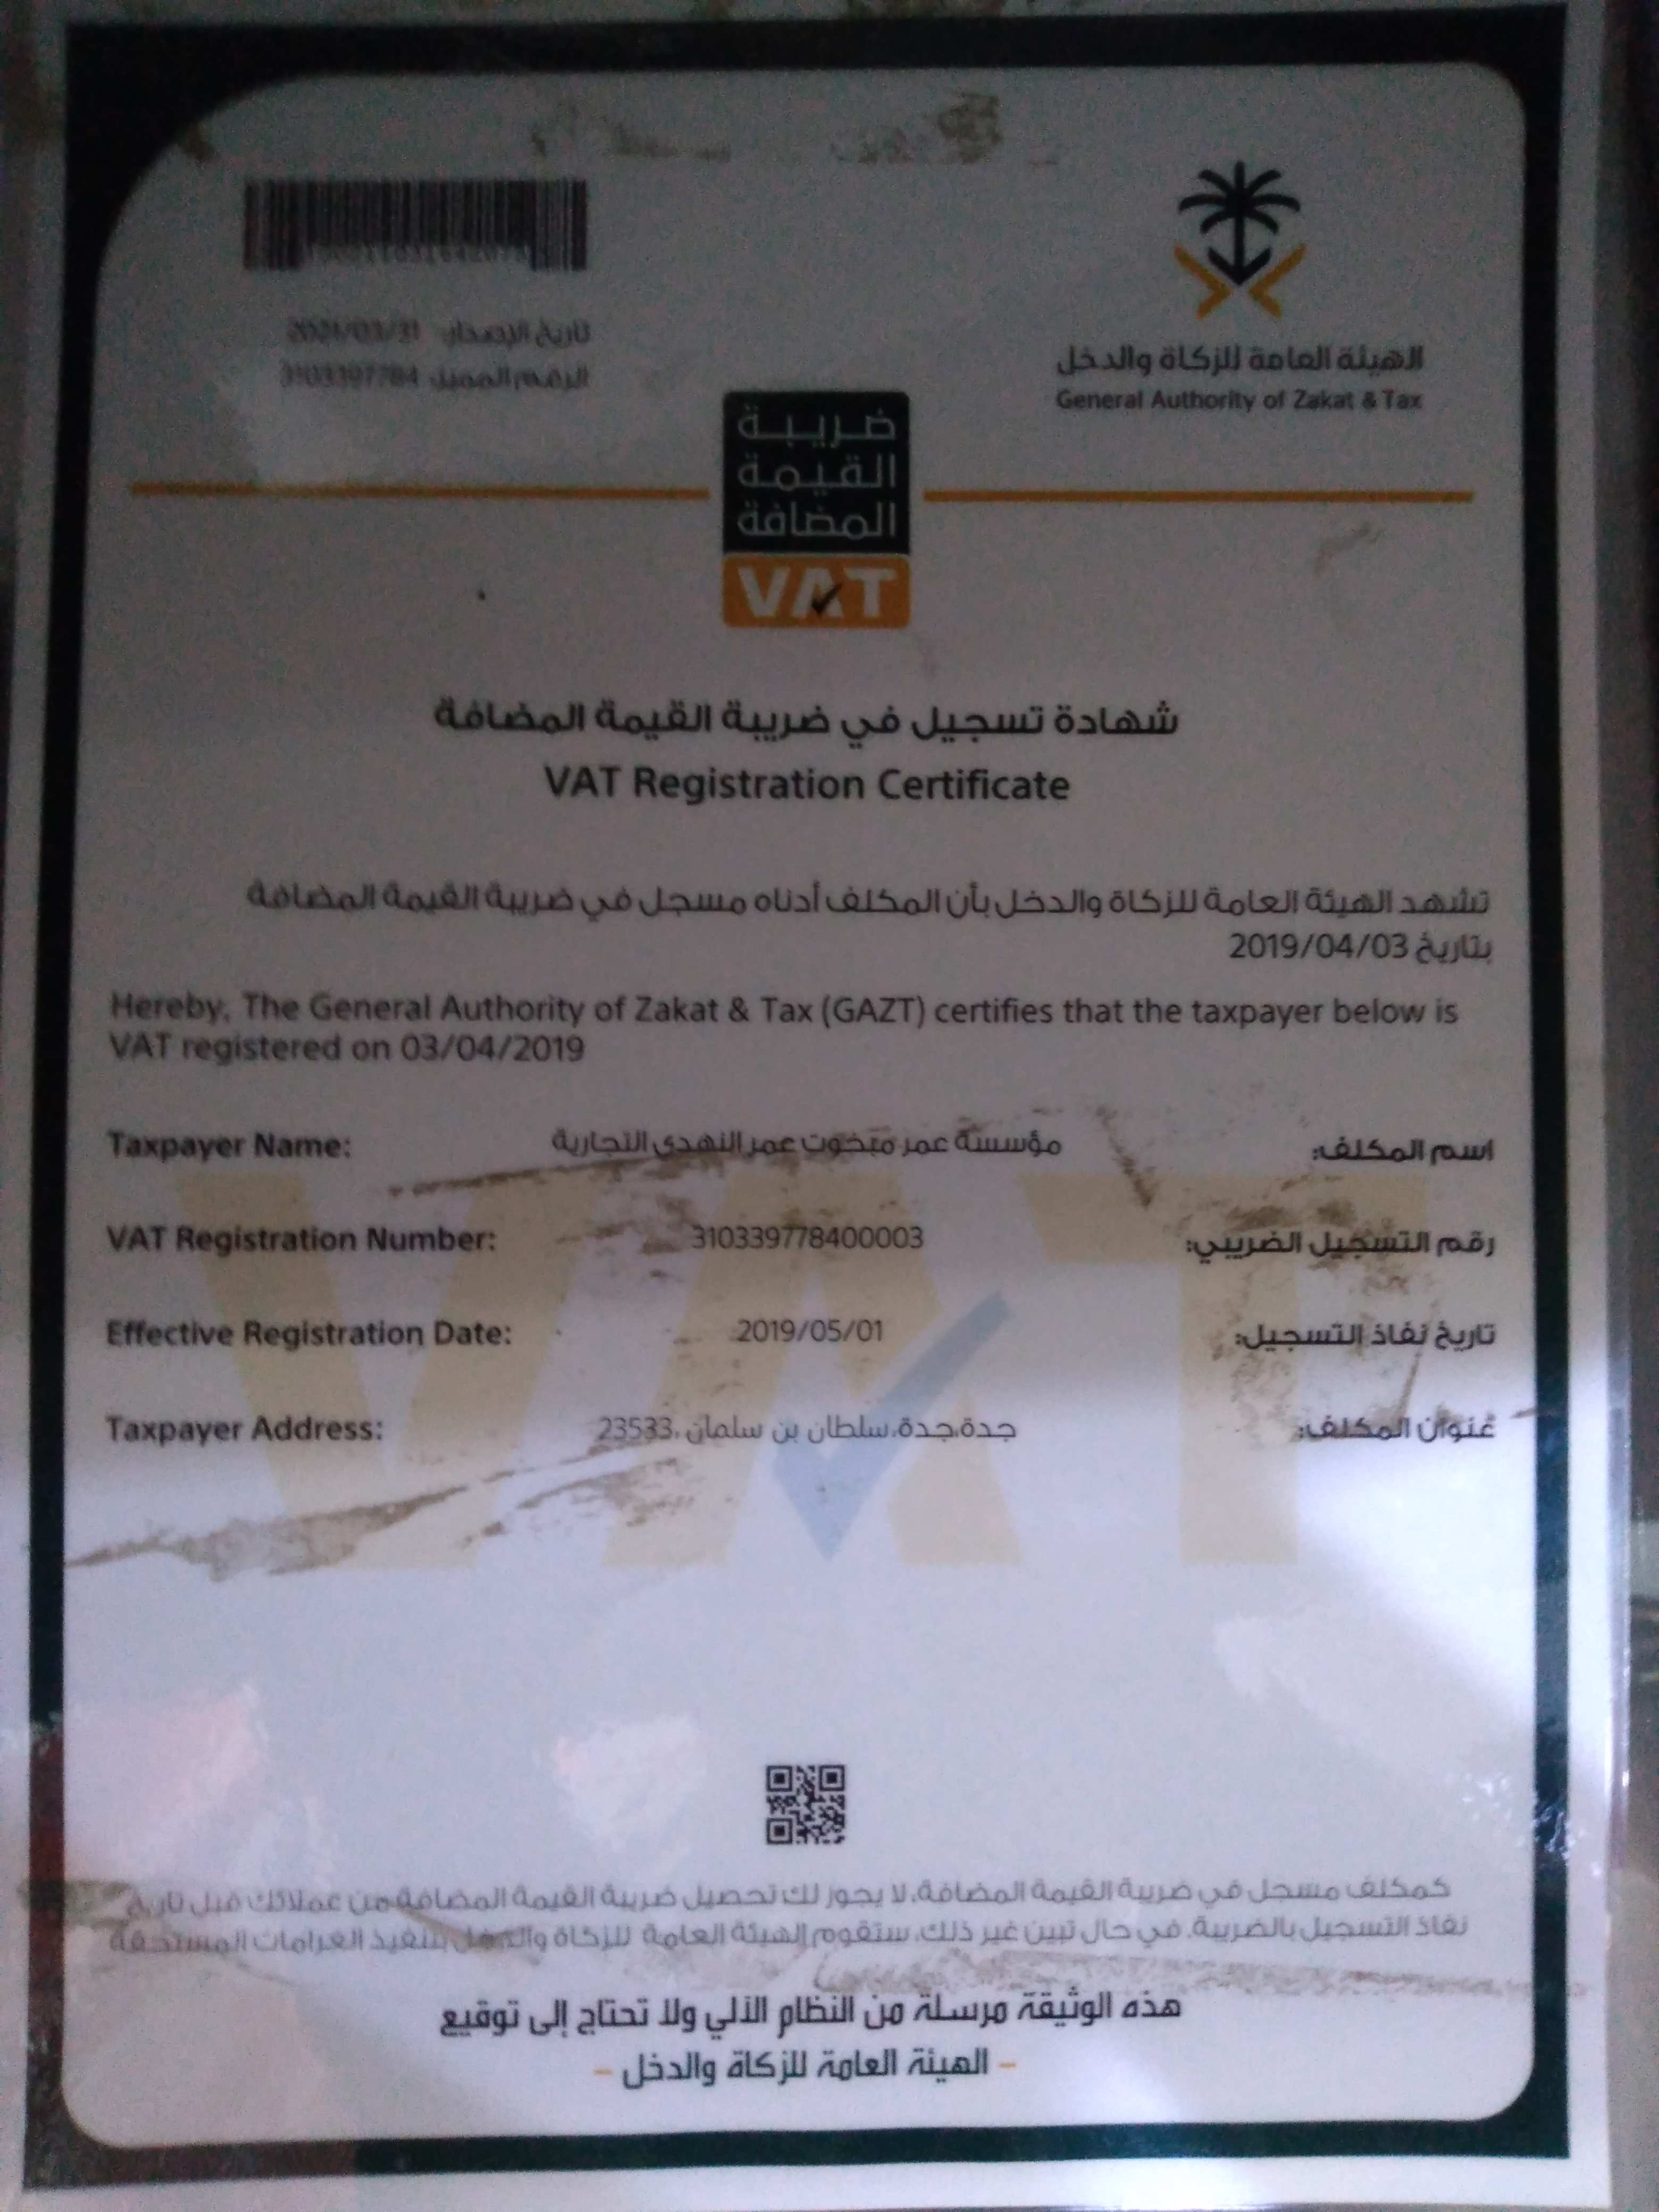 الهيئة العامة للزكاة والدخل
General Authority of Zakat & Tax
تاريخ الإصدار:
الرقم المميز: 3103397784
ضريبة
القيمة
المضافة
VAT
شهادة تسجيل في ضريبة القيمة المضافة
VAT Registration Certificate
تشهد الهيئة العامة للزكاة والدخل بأن المكلف أدناه مسجل في ضريبة القيمة المضافة
بتاريخ 2019/04/03
Hereby, The General Authority of Zakat & Tax (GAZT) certifies that the taxpayer below is
VAT registered on 03/04/2019
Taxpayer Name: مؤسسة عمر مبخوت عمر النهدي التجارية اسم المكلف:
VAT Registration Number: 310339778400003 رقم التسجيل الضريبي:
Effective Registration Date: 2019/05/01 تاريخ نفاذ التسجيل:
Taxpayer Address: جدة،جدة،سلطان بن سلمان ،23533 عنوان المكلف:
كمكلف مسجل في ضريبة القيمة المضافة، لا يجوز لك تحصيل ضريبة القيمة المضافة من عملائك قبل تاريخ
نفاذ التسجيل بالضريبة. في حال تبين غير ذلك، ستقوم الهيئة العامة للزكاة والدخل بتنفيذ الغرامات المستحقة
هذه الوثيقة مرسلة من النظام الآلي ولا تحتاج إلى توقيع
- الهيئة العامة للزكاة والدخل -